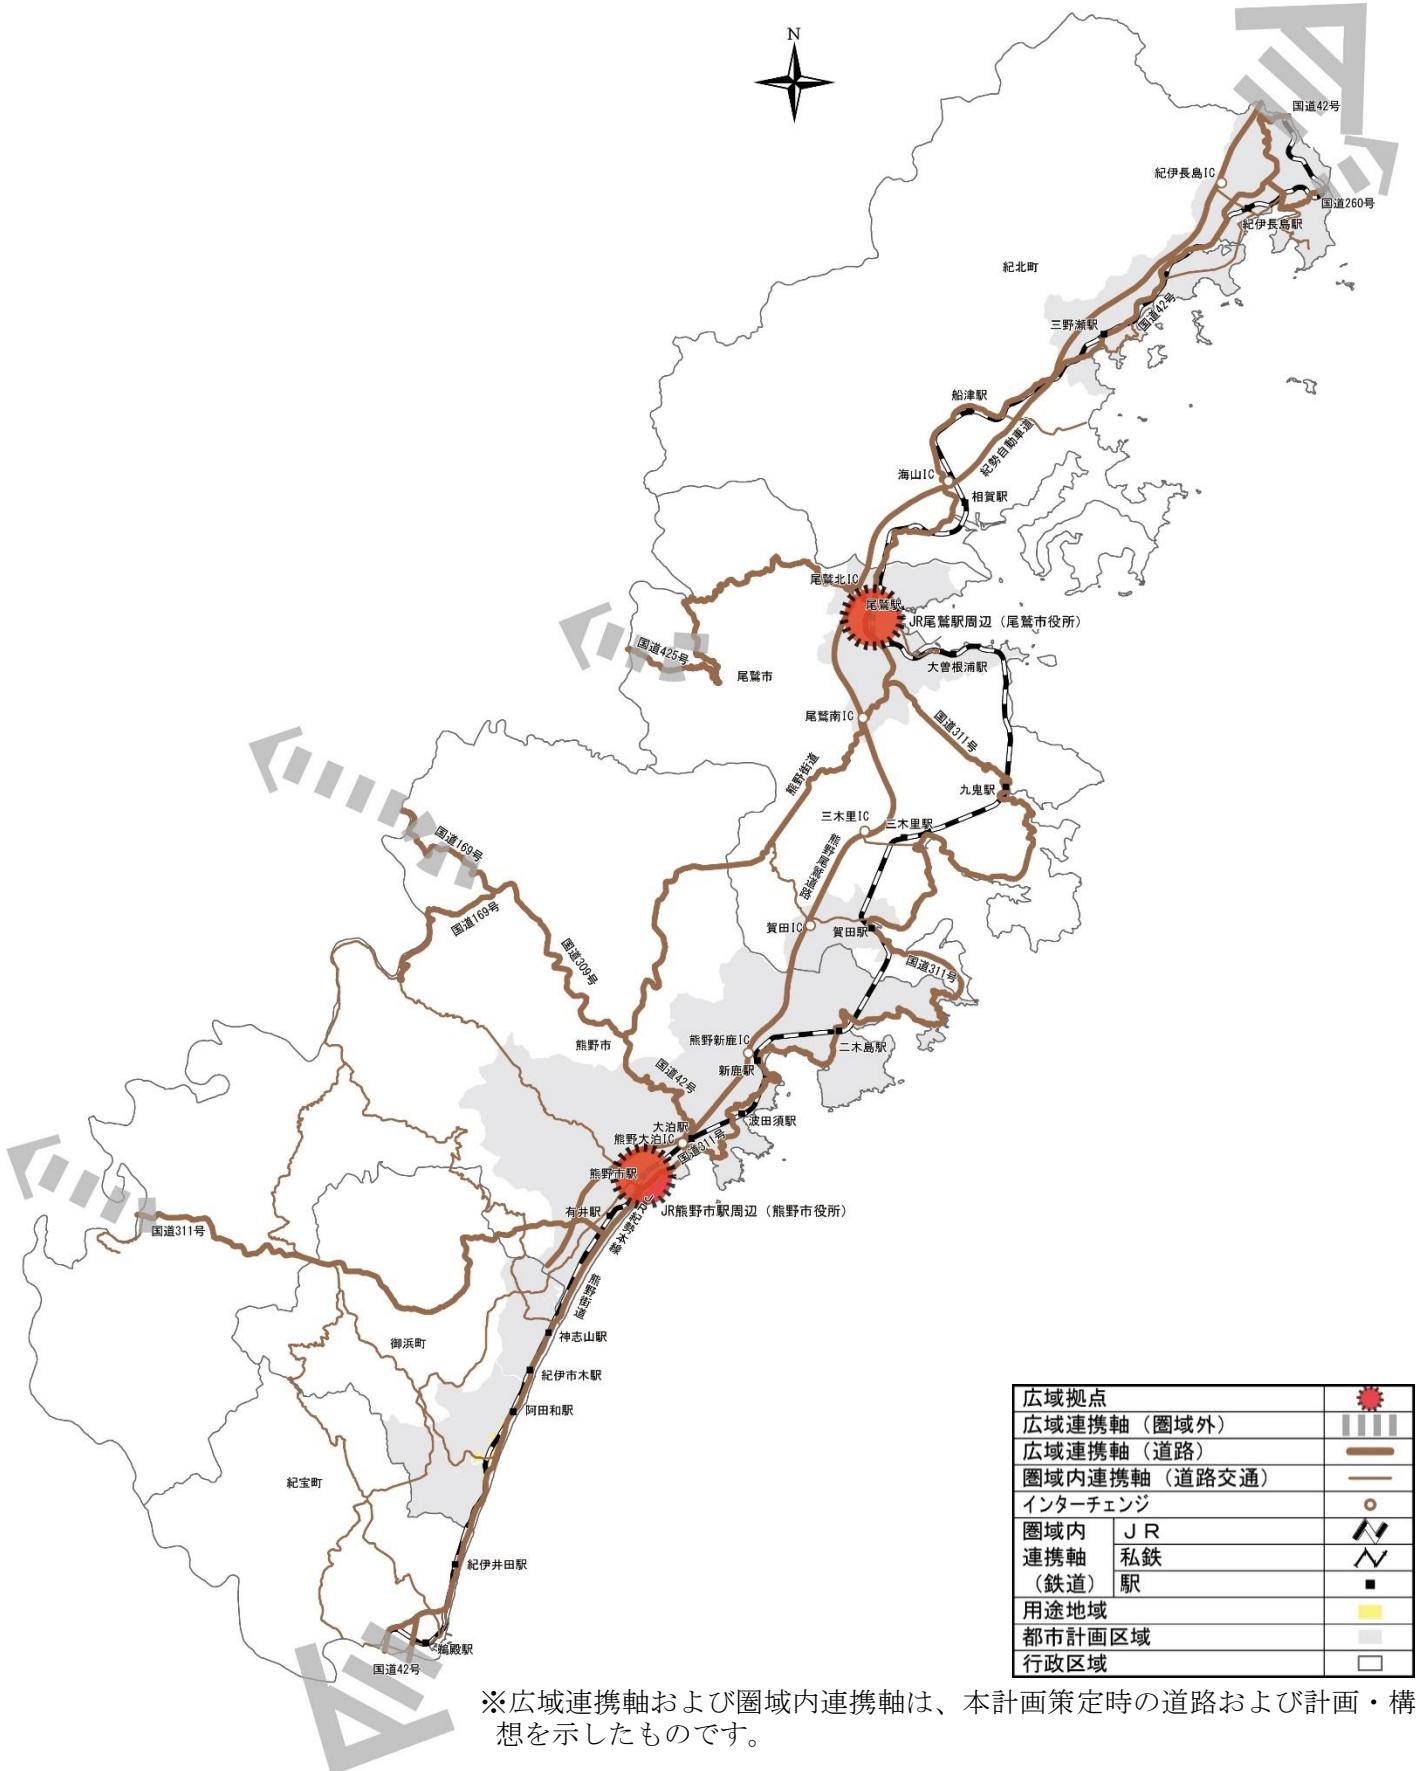 N
国道42号
紀伊長島IC
国道260号
紀伊長島駅
紀北町
国道42号
三野瀬駅
船津駅
紀勢自動車道
海山IC
相賀駅
尾鷲北IC
尾鷲駅
JR尾鷲駅周辺（尾鷲市役所）
国道425号
大曽根浦駅
尾鷲市
尾鷲南IC
国道311号
熊野街道
九鬼駅
三木里IC
三木里駅
国道169号
熊野尾鷲道路
国道169号
賀田IC
賀田駅
国道309号
国道311号
熊野新鹿IC
熊野市
二木島駅
新鹿駅
国道42号
波田須駅
大泊駅
熊野大泊IC
国道311号
熊野市駅
JR熊野市駅周辺（熊野市役所）
有井駅
JR紀勢本線
国道311号
熊野街道
神志山駅
御浜町
紀伊市木駅
阿田和駅
紀宝町
紀伊井田駅
鵜殿駅
国道42号
広域拠点
広域連携軸（圏域外）
広域連携軸（道路）
圏域内連携軸（道路交通）
インターチェンジ
圏域内 ＪＲ
連携軸 私鉄
（鉄道） 駅
用途地域
都市計画区域
行政区域
※広域連携軸および圏域内連携軸は、本計画策定時の道路および計画・構
想を示したものです。